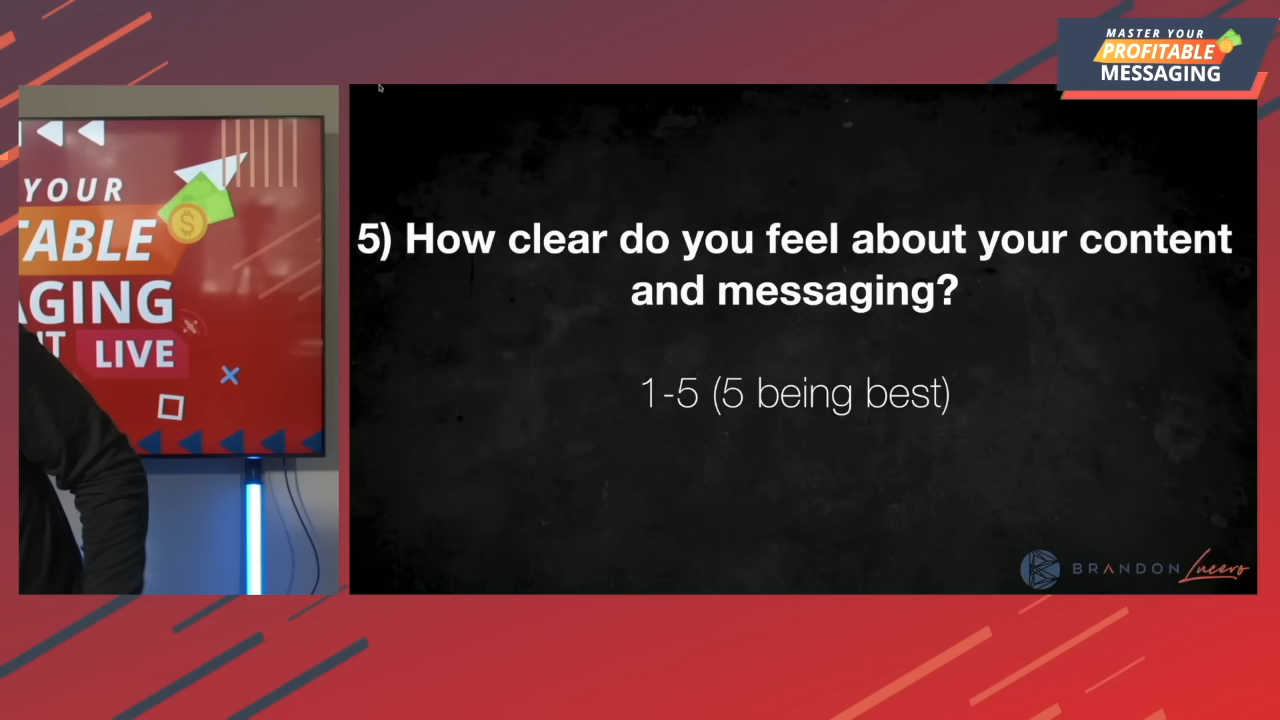 MASTER YOUR
PROFITABLE
MESSAGING
YOUR
TABLE
AGING
LIVE
5) How clear do you feel about your content
and messaging?
1-5 (5 being best)
BRANDON Lucero